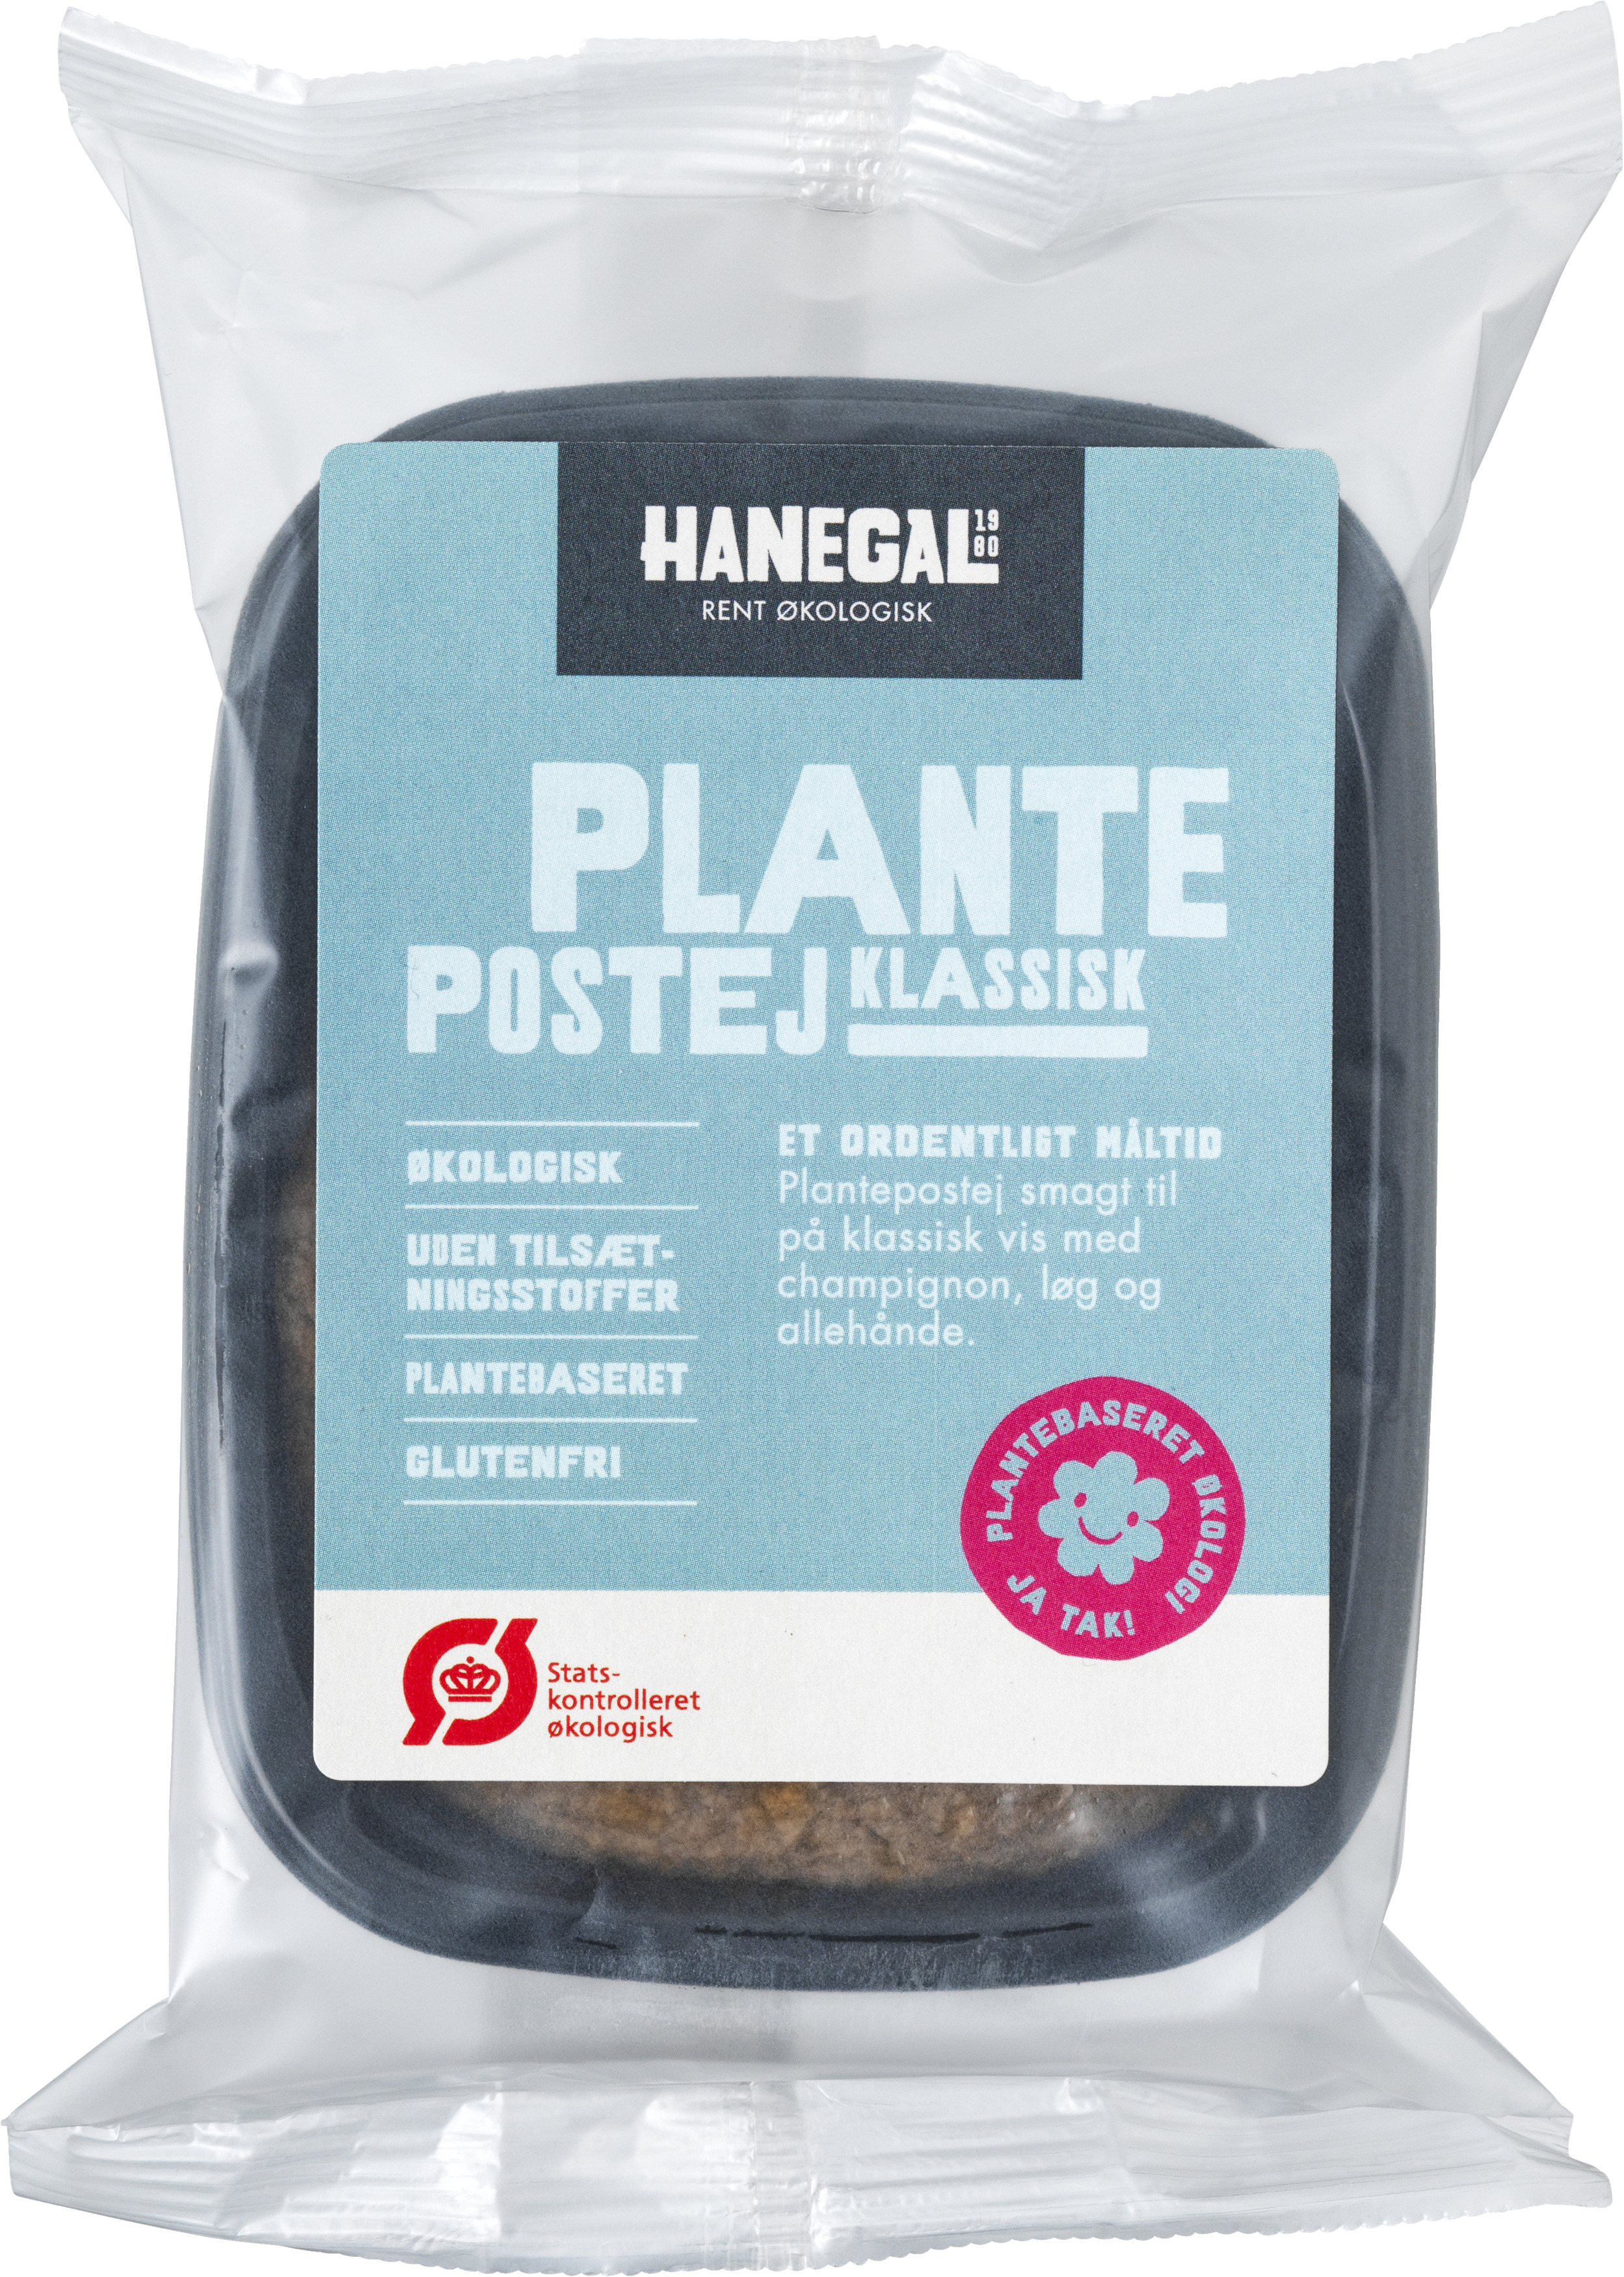 HANEGAL 19 80
RENT ØKOLOGISK
PLANTE
POSTEJ KLASSISK
ØKOLOGISK
UDEN TILSÆT-
NINGSSTOFFER
PLANTEBASERET
GLUTENFRI
ET ORDENTLIGT MÅLTID
Plantepostej smagt til
på klassisk vis med
champignon, løg og
allehånde.
PLANTEBASERET ØKOLOGI
JA TAK!
Stats-
kontrolleret
økologisk